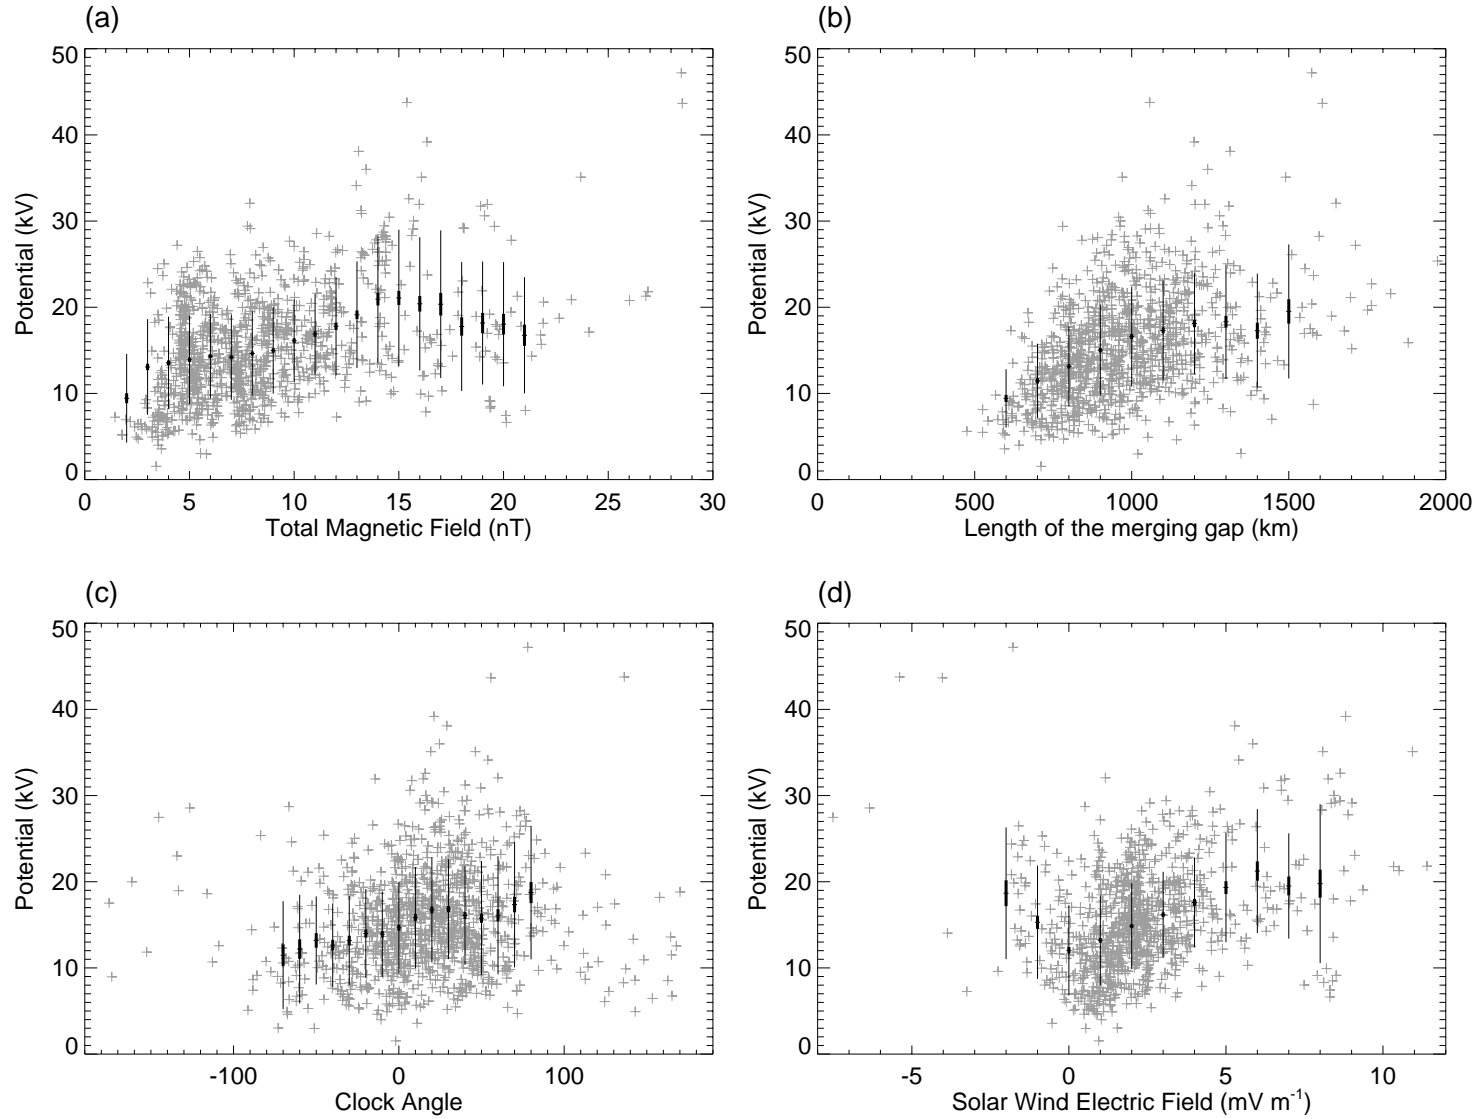 (a)
50
40
30
20
10
0
Potential (kV)
0 5 10 15 20 25 30
Total Magnetic Field (nT)
(b)
50
40
30
20
10
0
Potential (kV)
0 500 1000 1500 2000
Length of the merging gap (km)
(c)
50
40
30
20
10
0
Potential (kV)
-100 0 100
Clock Angle
(d)
50
40
30
20
10
0
Potential (kV)
-5 0 5 10
Solar Wind Electric Field (mV m⁻¹)